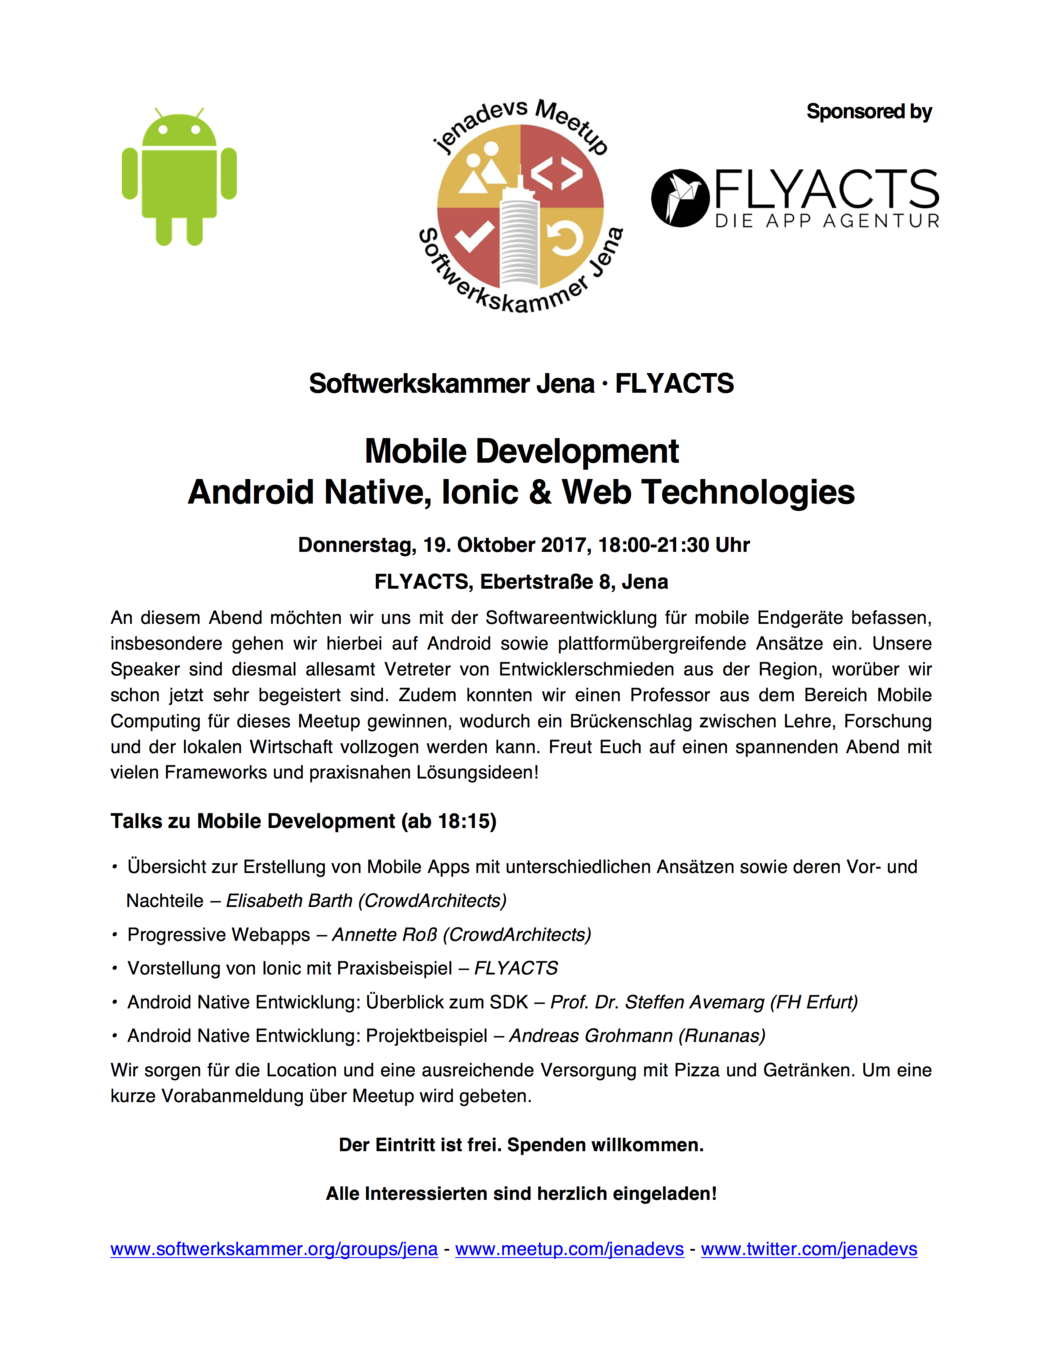 jenadevs Meetup
Softwerkskammer Jena
Sponsored by
FLYACTS
DIE APP AGENTUR
Softwerkskammer Jena · FLYACTS
Mobile Development
Android Native, Ionic & Web Technologies
Donnerstag, 19. Oktober 2017, 18:00-21:30 Uhr
FLYACTS, Ebertstraße 8, Jena
An diesem Abend möchten wir uns mit der Softwareentwicklung für mobile Endgeräte befassen,
insbesondere gehen wir hierbei auf Android sowie plattformübergreifende Ansätze ein. Unsere
Speaker sind diesmal allesamt Vetreter von Entwicklerschmieden aus der Region, worüber wir
schon jetzt sehr begeistert sind. Zudem konnten wir einen Professor aus dem Bereich Mobile
Computing für dieses Meetup gewinnen, wodurch ein Brückenschlag zwischen Lehre, Forschung
und der lokalen Wirtschaft vollzogen werden kann. Freut Euch auf einen spannenden Abend mit
vielen Frameworks und praxisnahen Lösungsideen!
Talks zu Mobile Development (ab 18:15)
• Übersicht zur Erstellung von Mobile Apps mit unterschiedlichen Ansätzen sowie deren Vor- und
Nachteile – Elisabeth Barth (CrowdArchitects)
• Progressive Webapps – Annette Roß (CrowdArchitects)
• Vorstellung von Ionic mit Praxisbeispiel – FLYACTS
• Android Native Entwicklung: Überblick zum SDK – Prof. Dr. Steffen Avemarg (FH Erfurt)
• Android Native Entwicklung: Projektbeispiel – Andreas Grohmann (Runanas)
Wir sorgen für die Location und eine ausreichende Versorgung mit Pizza und Getränken. Um eine
kurze Vorabanmeldung über Meetup wird gebeten.
Der Eintritt ist frei. Spenden willkommen.
Alle Interessierten sind herzlich eingeladen!
www.softwerkskammer.org/groups/jena - www.meetup.com/jenadevs - www.twitter.com/jenadevs